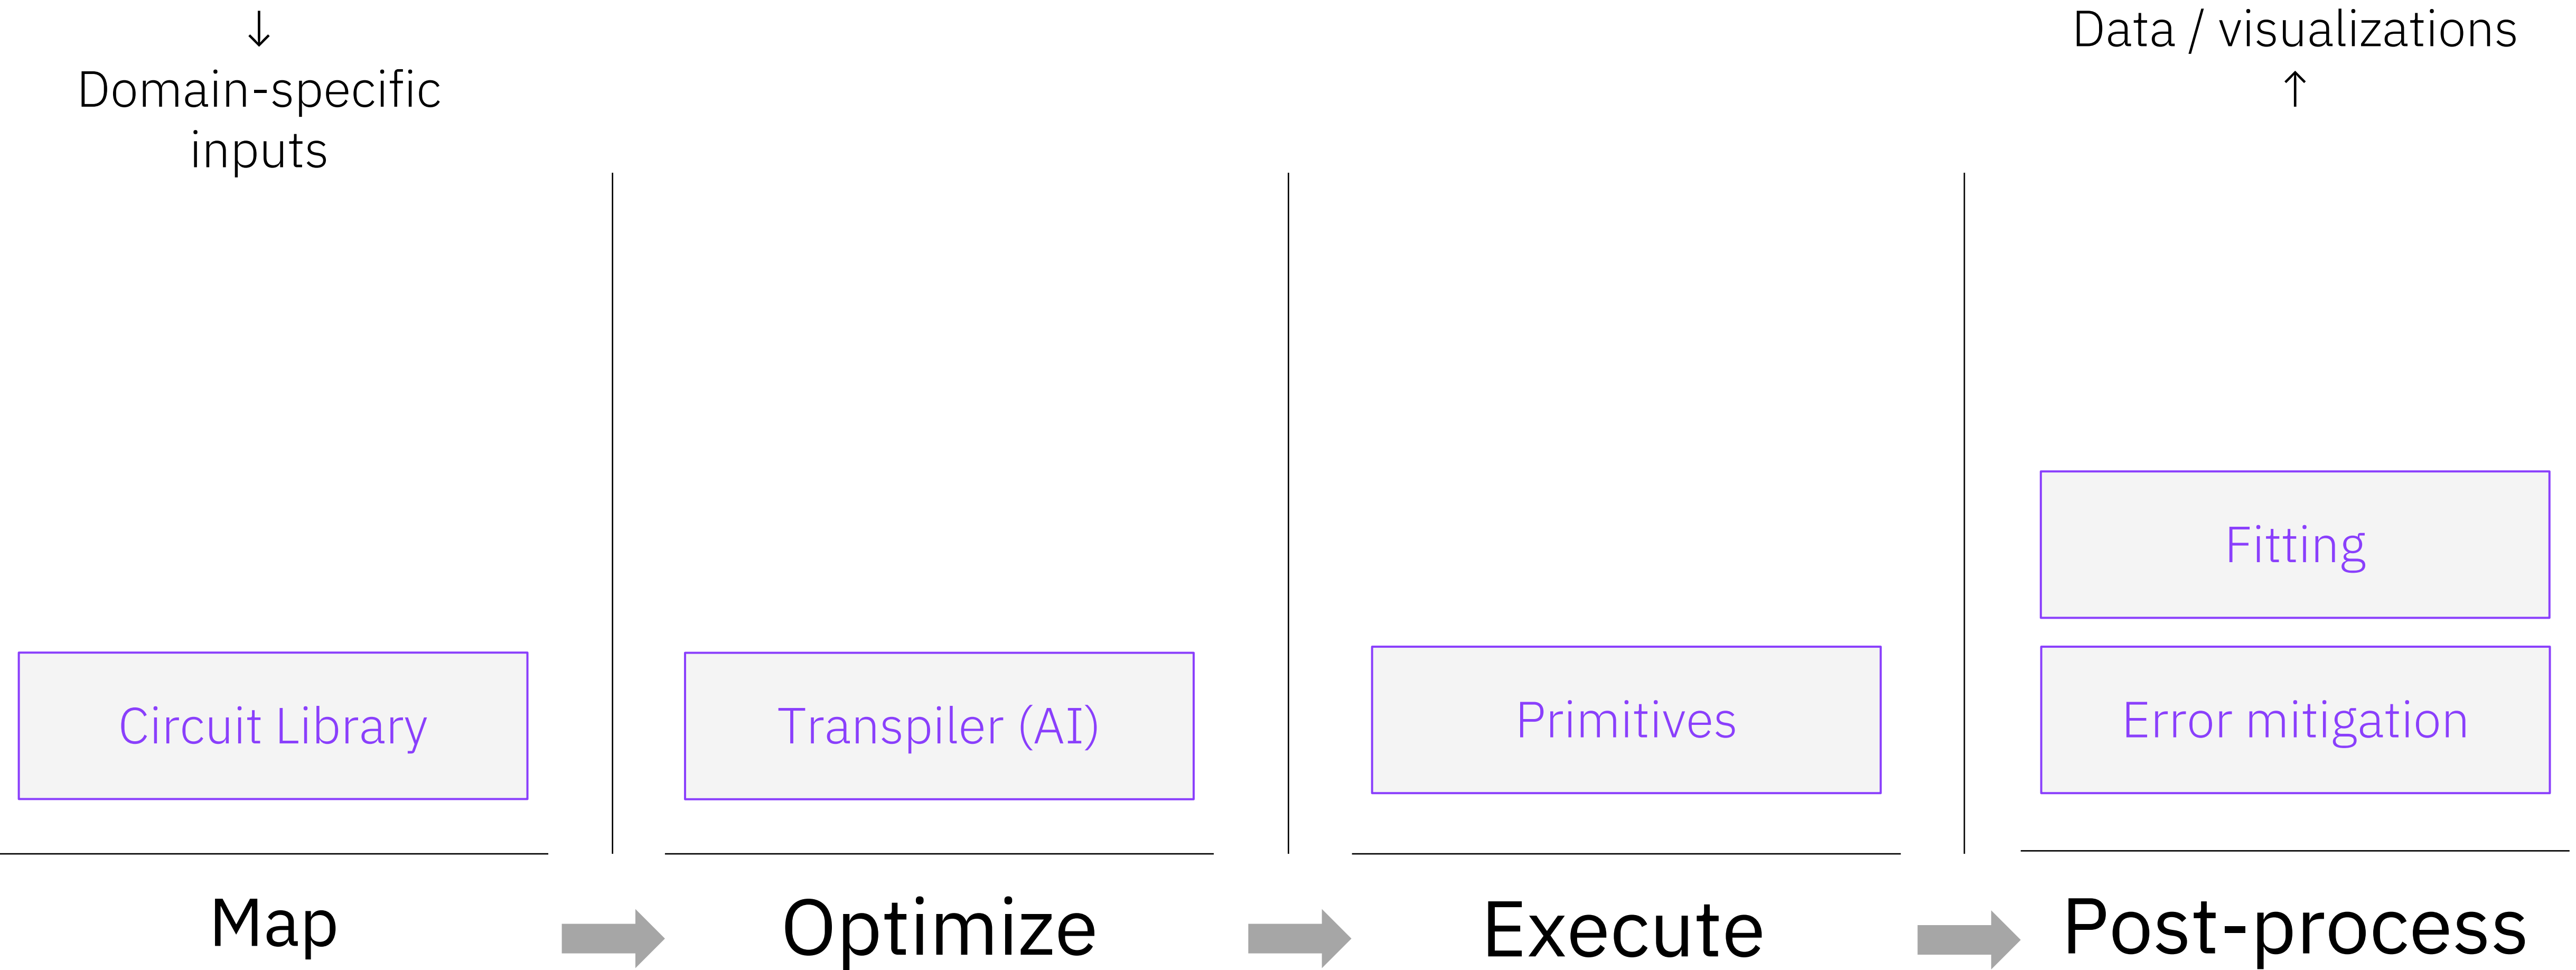 ↓
Domain-specific
inputs
Data / visualizations
↑
Fitting
Circuit Library
Transpiler (AI)
Primitives
Error mitigation
Map
Optimize
Execute
Post-process